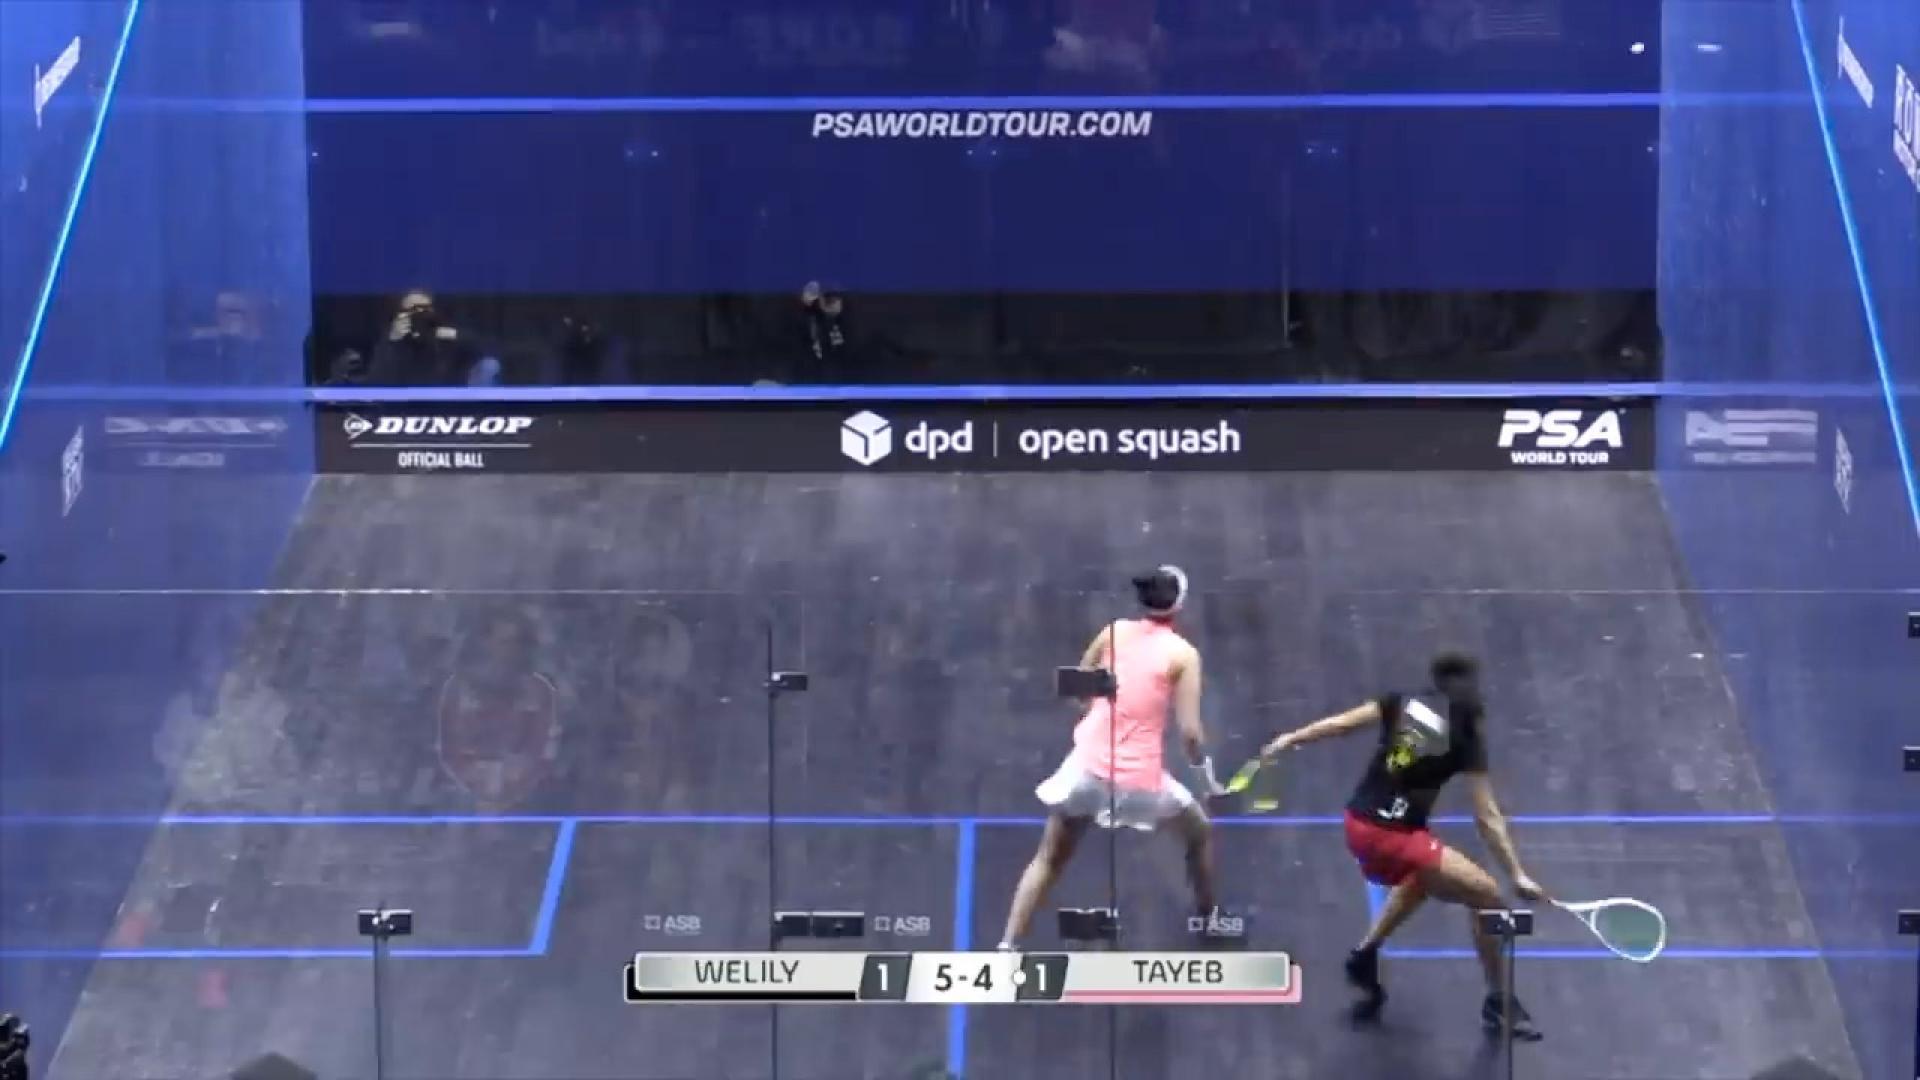 PSAWORLDTOUR.COM
DUNLOP
OFFICIAL BALL
dpd | open squash
PSA
WORLD TOUR
ASB
ASB
ASB
WELILY 1 5-4 1 TAYEB